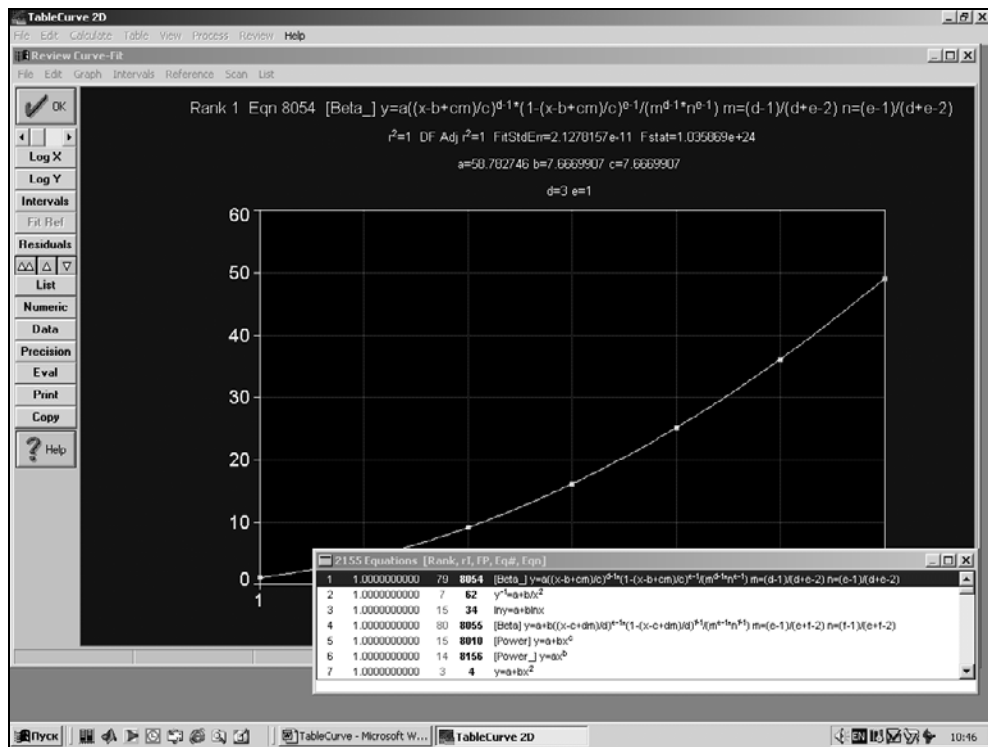 TableCurve 2D
File Edit Calculate Table View Process Review Help
Review Curve-Fit
File Edit Graph Intervals Reference Scan List
OK
Log X
Log Y
Intervals
Fit Ref
Residuals
List
Numeric
Data
Precision
Eval
Print
Copy
Help
Rank 1 Eqn 8054 [Beta_] y=a((x-b+cm)/c)^d-1*(1-(x-b+cm)/c)^e-1/(m^d-1*n^e-1) m=(d-1)/(d+e-2) n=(e-1)/(d+e-2)
r²=1 DF Adj r²=1 FitStdErr=2.1278157e-11 Fstat=1.035869e+24
a=58.782746 b=7.6669907 c=7.6669907
d=3 e=1
60
50
40
30
20
10
0
1
2155 Equations [Rank, r1, FP, Eq#, Eqn]
1 1.0000000000 79 8054 [Beta_] y=a((x-b+cm)/c)^d-1*(1-(x-b+cm)/c)^e-1/(m^d-1*n^e-1) m=(d-1)/(d+e-2) n=(e-1)/(d+e-2)
2 1.0000000000 7 62 y^-1=a+b/x²
3 1.0000000000 15 34 lny=a+blnx
4 1.0000000000 80 8055 [Beta] y=a+b((x-c+dm)/d)^e-1*(1-(x-c+dm)/d)^f-1/(m^e-1*n^f-1) m=(e-1)/(e+f-2) n=(f-1)/(e+f-2)
5 1.0000000000 15 8010 [Power] y=a+bx^c
6 1.0000000000 14 8156 [Power_] y=ax^b
7 1.0000000000 3 4 y=a+bx²
Пуск
TableCurve - Microsoft W...
TableCurve 2D
EN
10:46